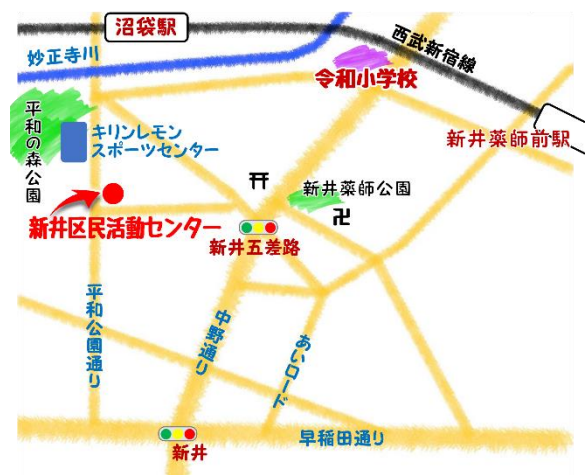 沼袋駅
西武新宿線
妙正寺川
令和小学校
平和の森公園
キリンレモン
スポーツセンター
新井薬師前駅
新井薬師公園
卍
新井区民活動センター
新井五差路
平和公園通り
中野通り
あいロード
早稲田通り
新井